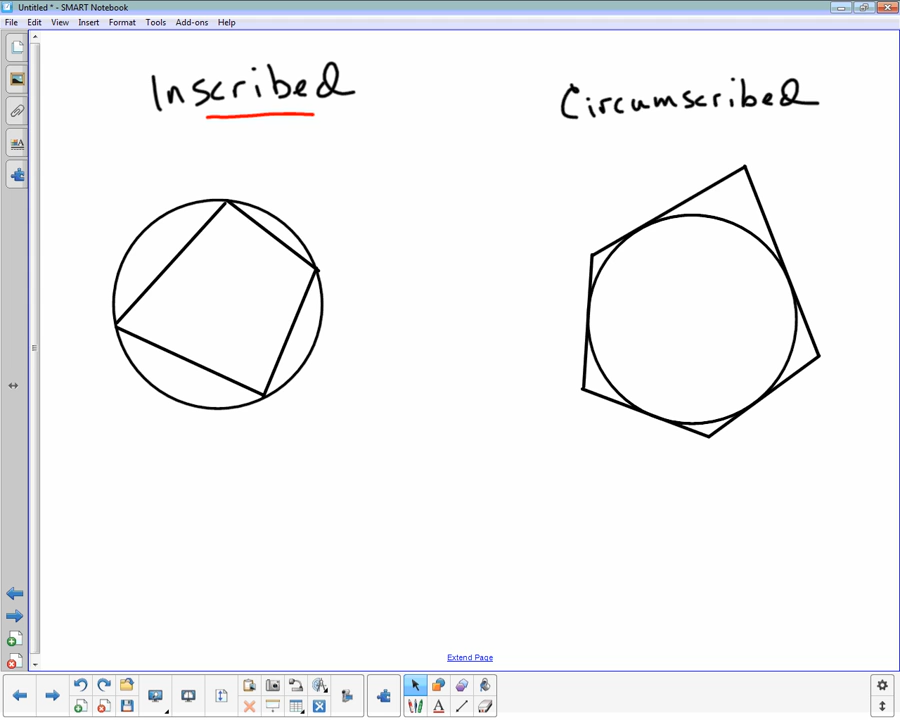 Untitled * - SMART Notebook
File Edit View Insert Format Tools Add-ons Help
Inscribed
Circumscribed
Extend Page